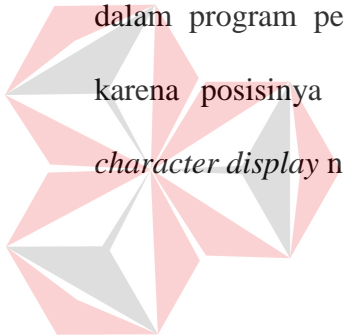 dalam program pe
karena posisinya
character display n